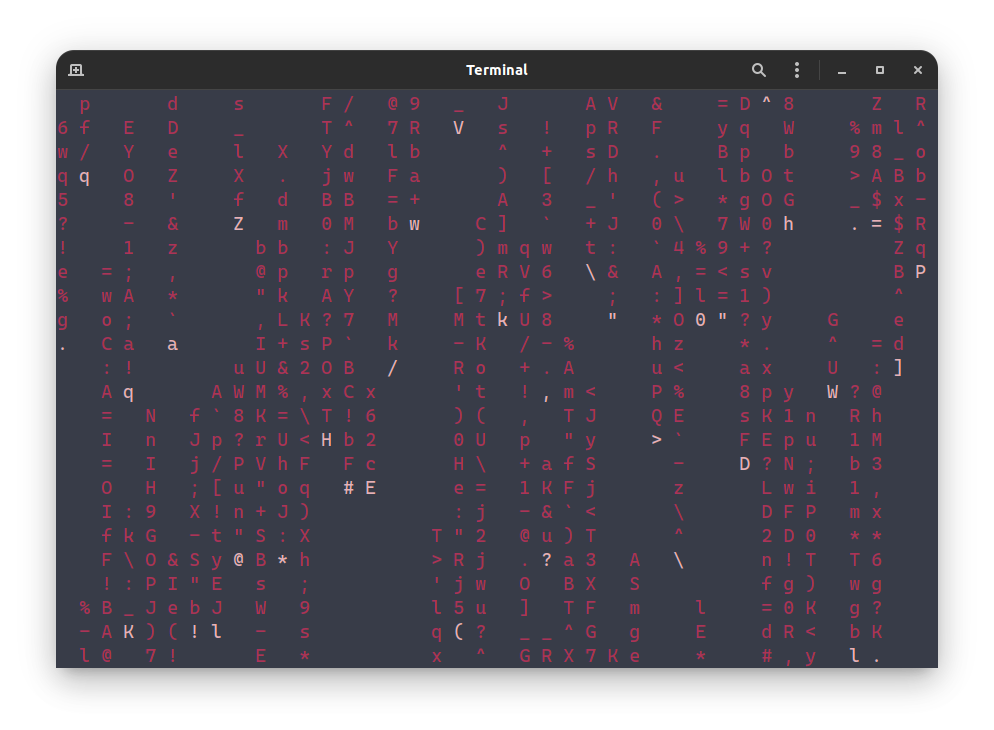 Terminal
p d s F / @ 9 _ J A V & = D ^ 8 Z R
6 f E D _ T ^ 7 R V s ! p R F y q W % m l ^
w / Y e l X Y d l b ^ + s D . B p b 9 8 _ o
q q O Z X . j w F a ) [ / h , u l b O t > A B b
5 8 ' f d B B = + A 3 _ ' ( > * g O G _ $ x -
? - & Z m 0 M b w C ] ` + J 0 \ 7 W 0 h . = $ R
! 1 z b b : J Y ) m q w t : ` 4 % 9 + ? Z q
e = ; , @ p r p g e R V 6 \ & A , = < s v B P
% w A * " k A Y ? [ 7 ; f > ; : ] l = 1 ) ^
g o ; ` , L K ? 7 M M t k U 8 " * O 0 " ? y G e
. C a a I + s P ` k - K / - % h z * . ^ = d
: ! u U & 2 O B / R o + . A u < a x U : ]
A q A W M % , x C x ' t ! , m < P % 8 p y W ? @
= N f ` 8 K = \ T ! 6 ) ( , T J Q E s K 1 n R h
I n J p ? r U < H b 2 0 U p " y > ` F E p u 1 M
= I j / P V h F F c H \ + a f S - D ? N ; b 3
O H ; [ u " o q # E e = 1 K F j z L w i 1 ,
I : 9 X ! n + J ) : j - & ` < \ D F P m x
f k G - t " S : X T " 2 @ u ) T ^ 2 D 0 * *
F \ O & S y @ B * h > R j . ? a 3 A \ n ! T T 6
! : P I " E s ; ' j w O B X S f g ) w g
% B _ J e b J W 9 l 5 u ] T F m l = 0 K g ?
- A K ) ( ! l - s q ( ? _ _ ^ G g E d R < b K
l @ 7 ! E * x ^ G R X 7 K e * # , y l .